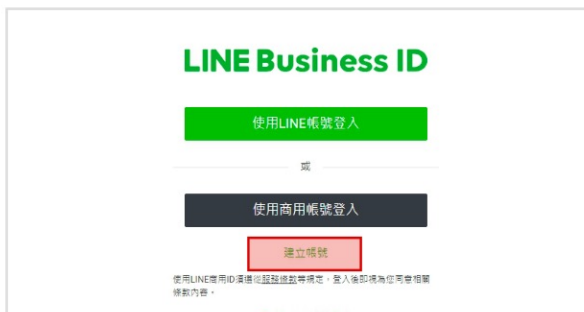 LINE Business ID
使用LINE帳號登入
或
使用商用帳號登入
建立帳號
使用LINE商用ID須遵從服務條款等規定，登入後即視為您同意相關
條款內容。